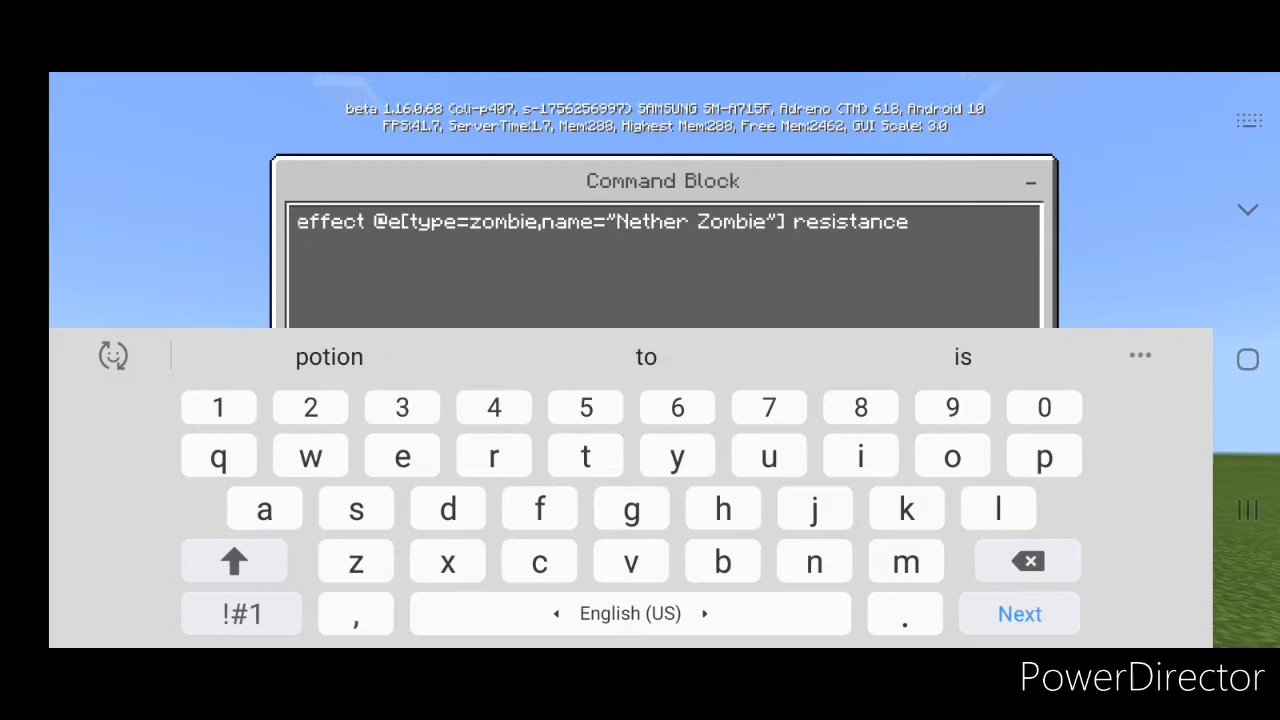 beta 1.16.0.68 (cli-p407, s-1756256997) SAMSUNG SM-A715F, Adreno (TM) 618, Android 10
FPS:41.7, ServerTime:1.7, Mem:288, Highest Mem:288, Free Mem:2462, GUI Scale: 3.0
Command Block
effect @e[type=zombie,name="Nether Zombie"] resistance
potion to is
1 2 3 4 5 6 7 8 9 0
q w e r t y u i o p
a s d f g h j k l
z x c v b n m
!#1 , English (US) . Next
PowerDirector